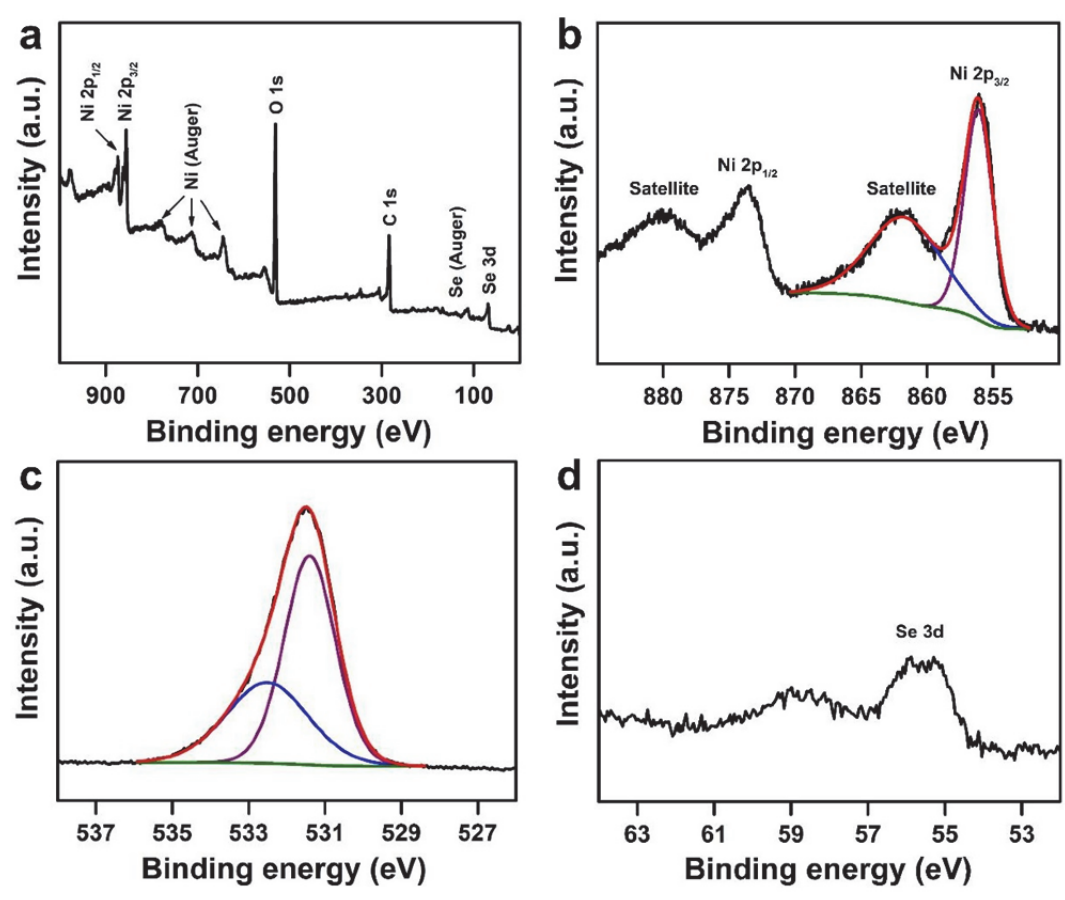 a
Intensity (a.u.)
Ni 2p1/2
Ni 2p3/2
Ni (Auger)
O 1s
C 1s
Se (Auger)
Se 3d
900 700 500 300 100
Binding energy (eV)
b
Intensity (a.u.)
Satellite
Ni 2p1/2
Satellite
Ni 2p3/2
880 875 870 865 860 855
Binding energy (eV)
c
Intensity (a.u.)
537 535 533 531 529 527
Binding energy (eV)
d
Intensity (a.u.)
Se 3d
63 61 59 57 55 53
Binding energy (eV)